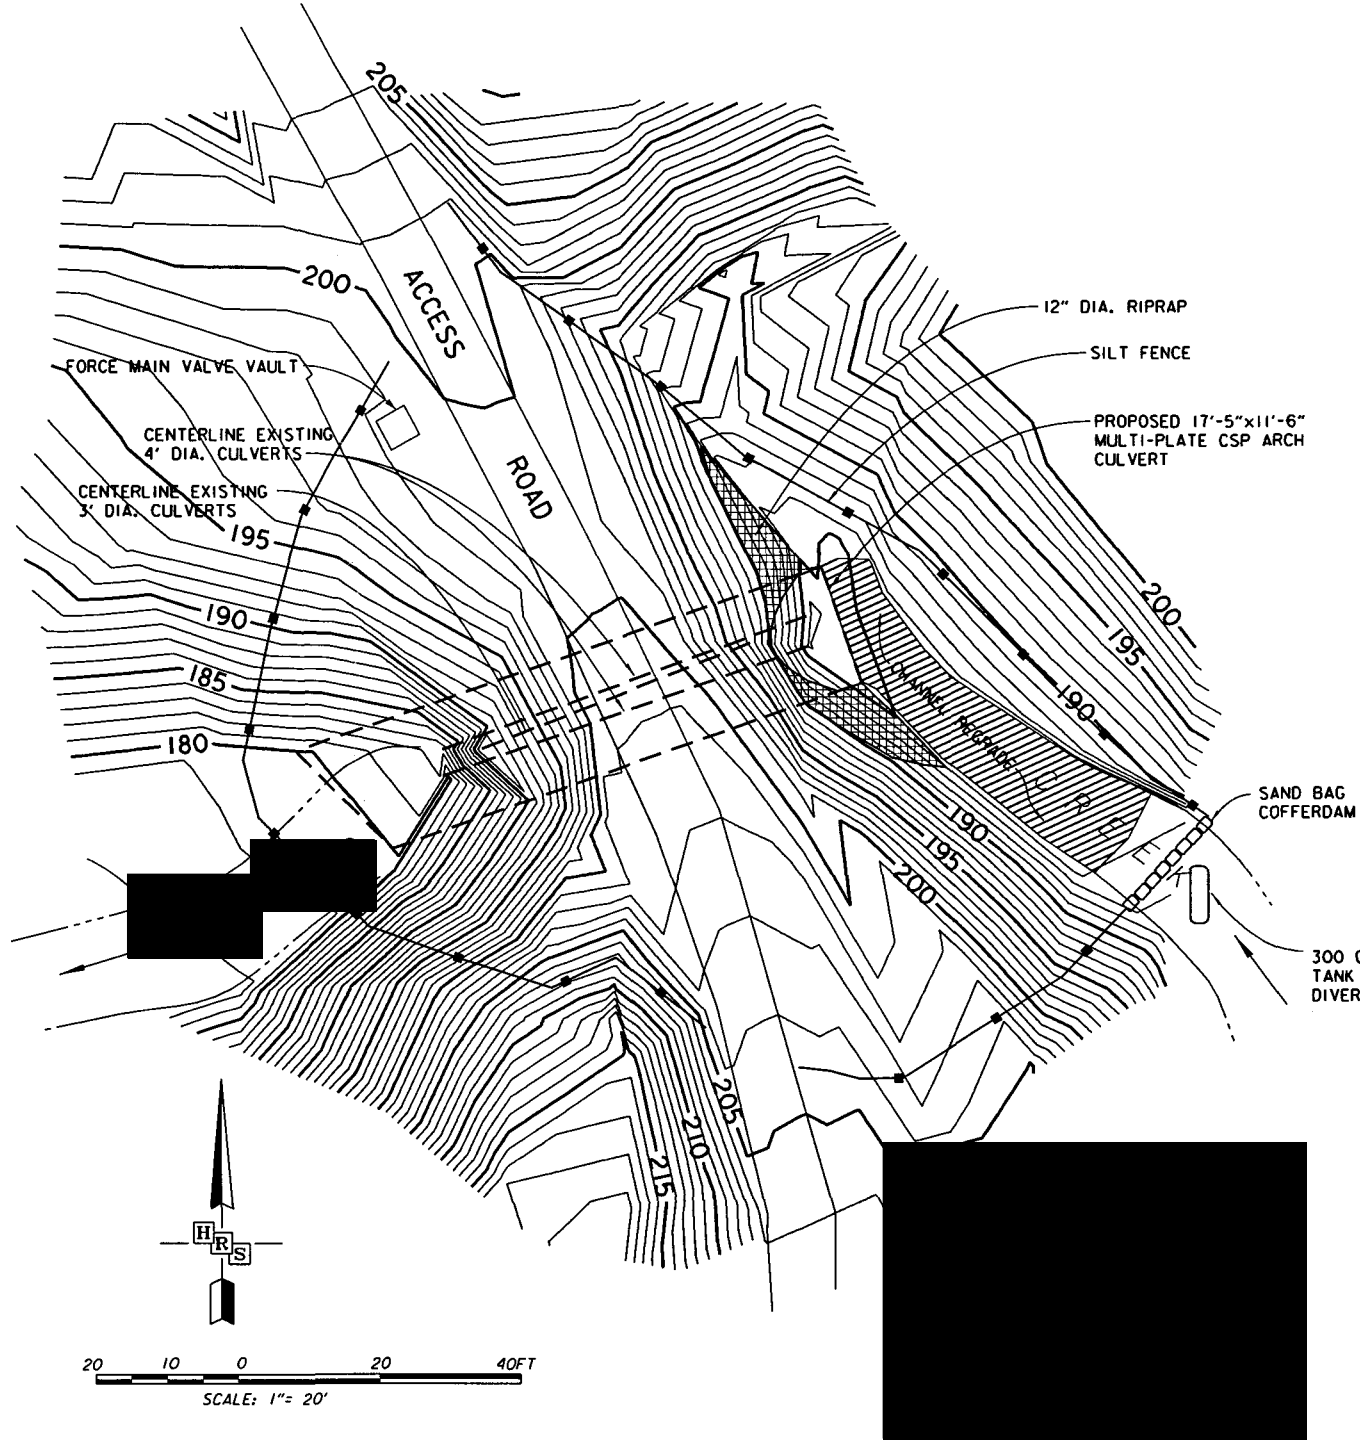 205
200
ACCESS
ROAD
12" DIA. RIPRAP
SILT FENCE
FORCE MAIN VALVE VAULT
PROPOSED 17'-5"x11'-6"
MULTI-PLATE CSP ARCH
CULVERT
CENTERLINE EXISTING
4' DIA. CULVERTS
CENTERLINE EXISTING
3' DIA. CULVERTS
195
190
185
180
200
195
190
CHANNEL REGRADE
CREEK
SAND BAG
COFFERDAM
190
195
200
300
TANK
DIVER
205
210
215
H
R
S
20 10 0 20 40FT
SCALE: 1"= 20'